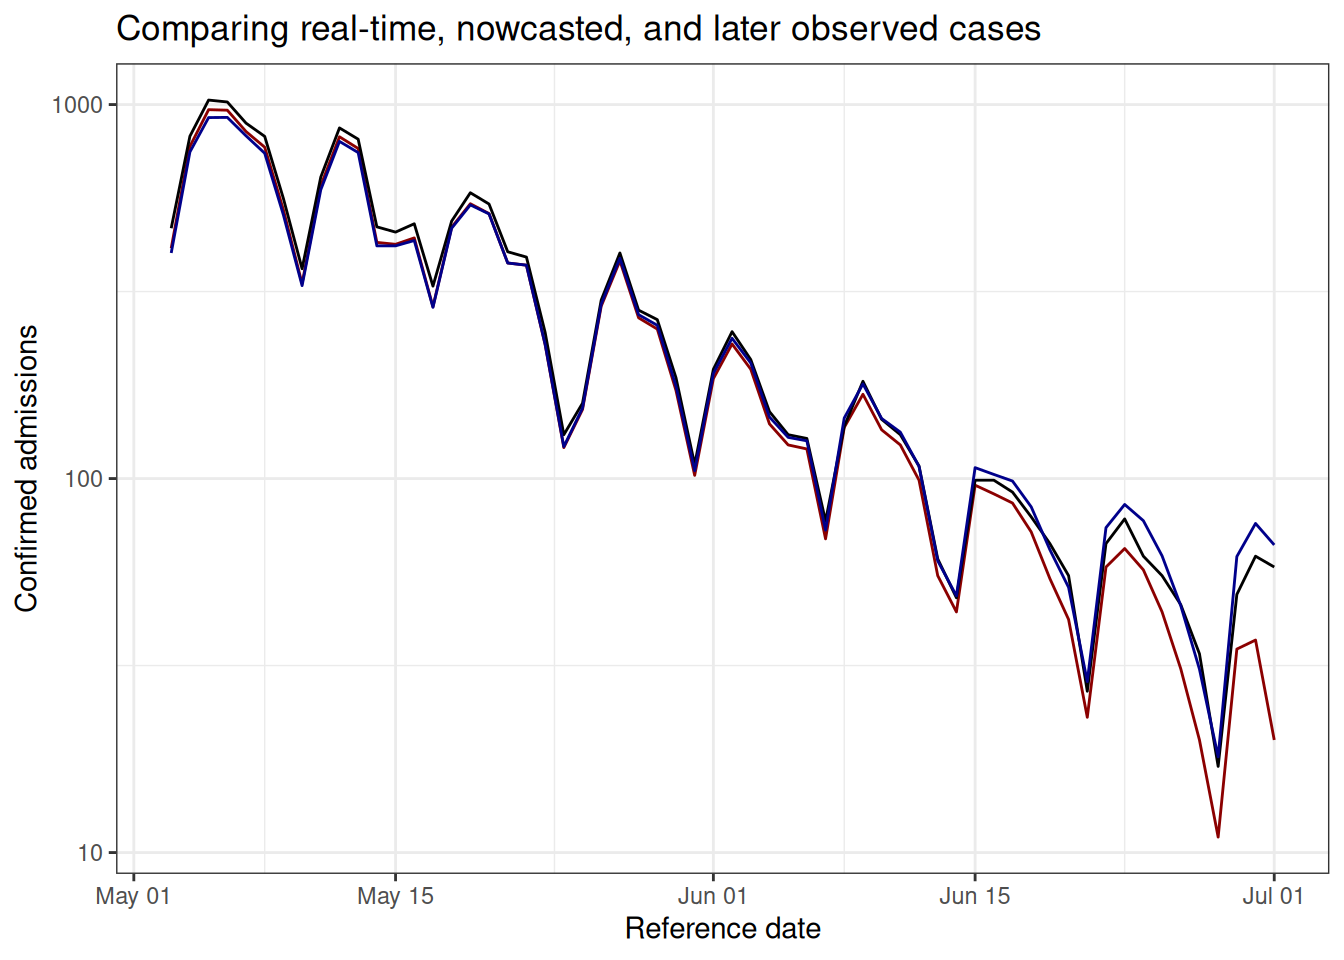 Comparing real-time, nowcasted, and later observed cases
Confirmed admissions
1000
100
10
May 01
May 15
Jun 01
Jun 15
Jul 01
Reference date